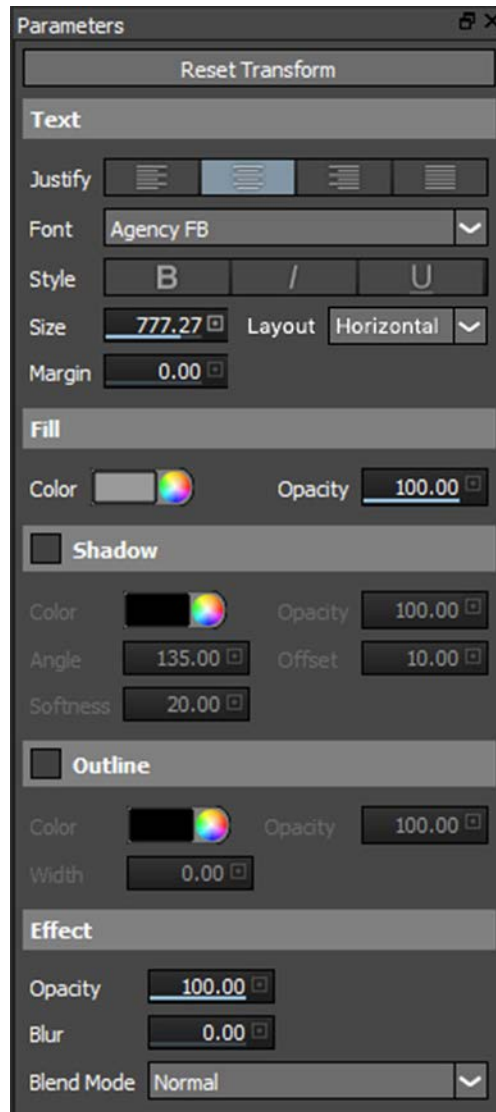 Parameters
Reset Transform
Text
Justify
Font Agency FB
Style B I U
Size 777.27 Layout Horizontal
Margin 0.00
Fill
Color Opacity 100.00
Shadow
Color Opacity 100.00
Angle 135.00 Offset 10.00
Softness 20.00
Outline
Color Opacity 100.00
Width 0.00
Effect
Opacity 100.00
Blur 0.00
Blend Mode Normal